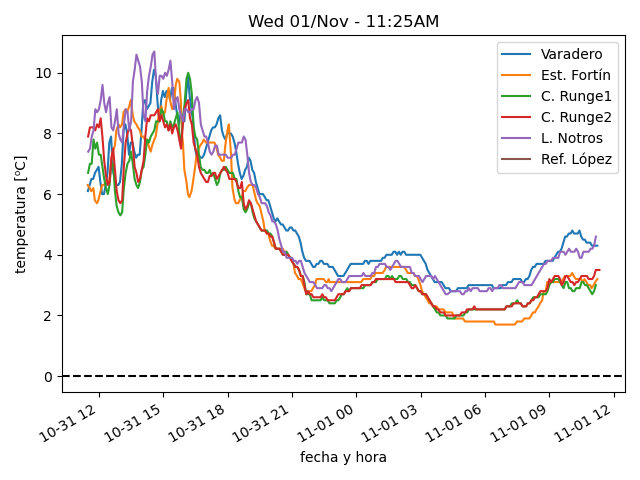 Wed 01/Nov - 11:25AM
temperatura [ºC]
10
8
6
4
2
0
Varadero
Est. Fortín
C. Runge1
C. Runge2
L. Notros
Ref. López
10-31 12
10-31 15
10-31 18
10-31 21
11-01 00
11-01 03
11-01 06
11-01 09
11-01 12
fecha y hora